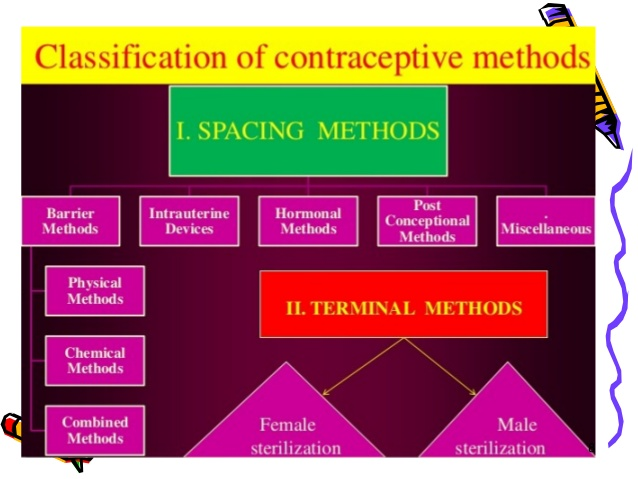 Classification of contraceptive methods
I. SPACING  METHODS
Barrier
Methods
Intrauterine
Devices
Hormonal
Methods
Post
Conceptional
Methods
.
Miscellaneous
Physical
Methods
Chemical
Methods
Combined
Methods
II. TERMINAL  METHODS
Female
sterilization
Male
sterilization